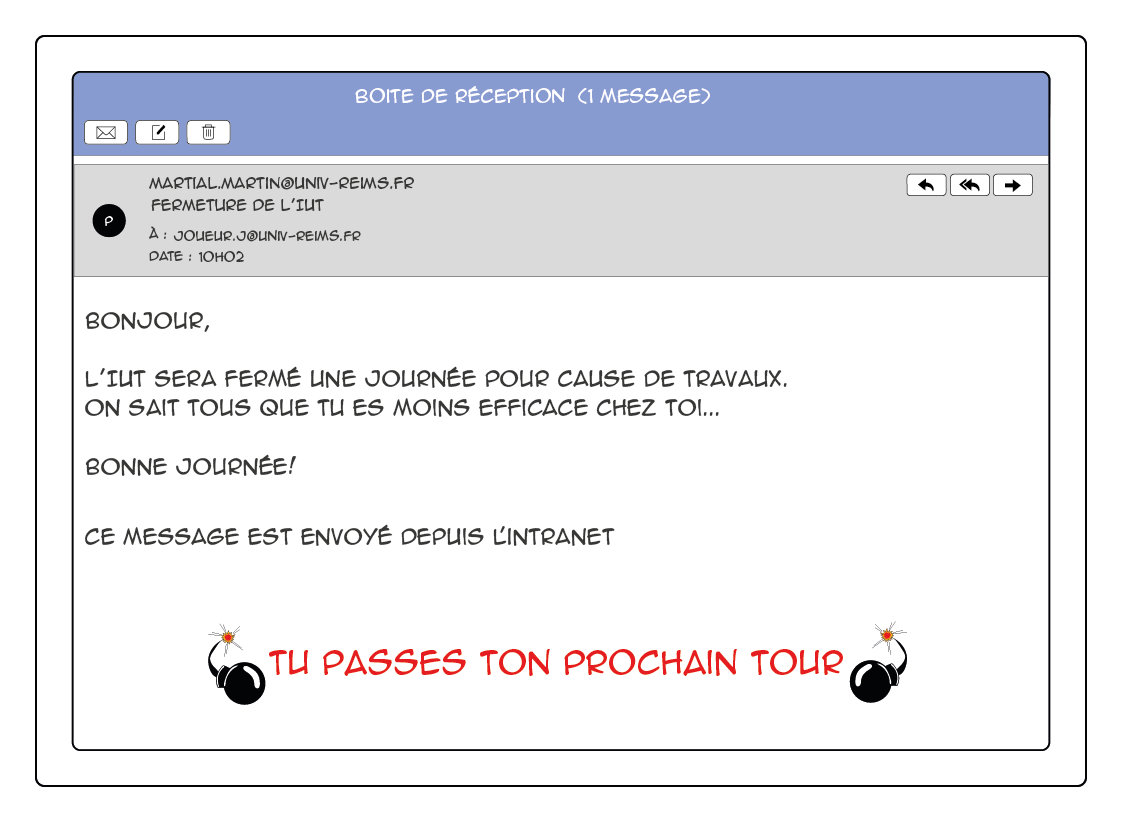 BOITE DE RÉCEPTION (1 MESSAGE)
MARTIAL.MARTIN@UNIV-REIMS.FR
FERMETURE DE L'IUT
P
À : JOUEUR.J@UNIV-REIMS.FR
DATE : 10H02
BONJOUR,
L'IUT SERA FERMÉ UNE JOURNÉE POUR CAUSE DE TRAVAUX.
ON SAIT TOUS QUE TU ES MOINS EFFICACE CHEZ TOI...
BONNE JOURNÉE!
CE MESSAGE EST ENVOYÉ DEPUIS L'INTRANET
TU PASSES TON PROCHAIN TOUR